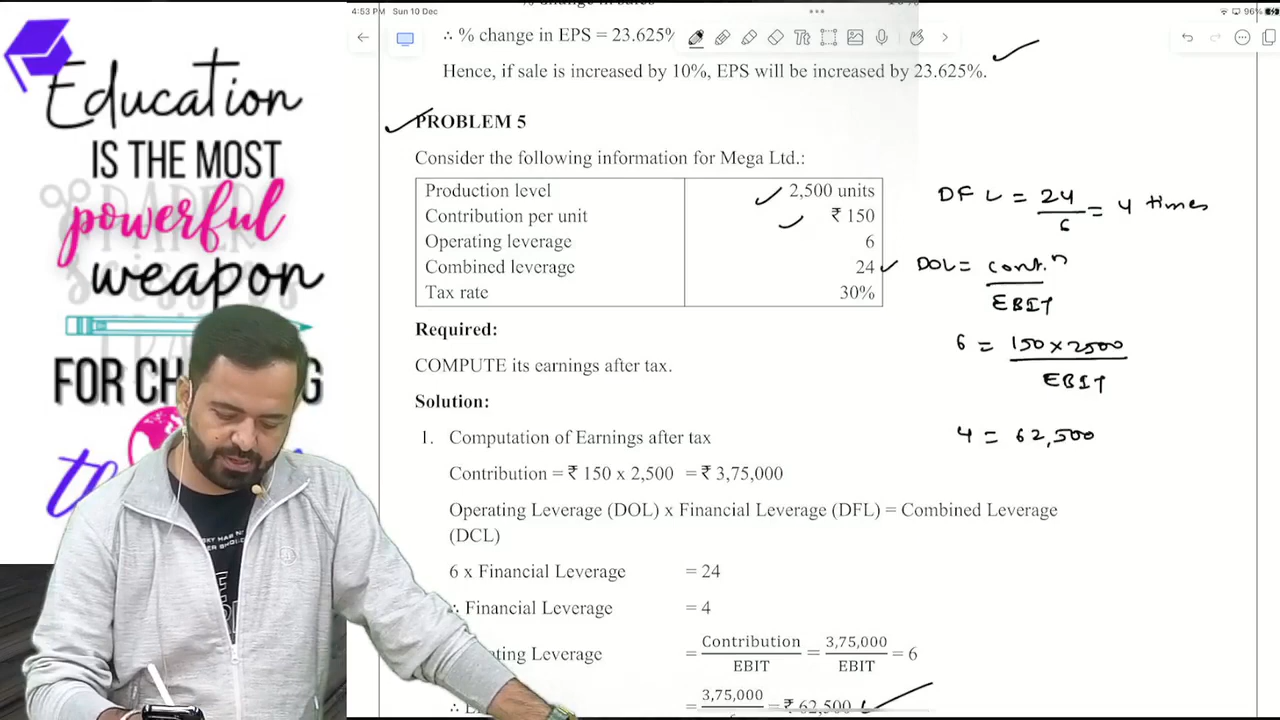 4:53 PM Sun 10 Dec
96%
∴ % change in EPS = 23.625%
Hence, if sale is increased by 10%, EPS will be increased by 23.625%.
Education
IS THE MOST
powerful
weapon
FOR
PROBLEM 5
Consider the following information for Mega Ltd.:
Production level 2,500 units
Contribution per unit ₹ 150
Operating leverage 6
Combined leverage 24
Tax rate 30%
Required:
COMPUTE its earnings after tax.
Solution:
1. Computation of Earnings after tax
Contribution = ₹ 150 x 2,500 = ₹ 3,75,000
Operating Leverage (DOL) x Financial Leverage (DFL) = Combined Leverage
(DCL)
6 x Financial Leverage = 24
∴ Financial Leverage = 4
Leverage = Contribution/EBIT = 3,75,000/EBIT = 6
= 3,75,000/6 = ₹ 62,500
DFL = 24/6 = 4 times
DOL = Cont.n/EBIT
6 = 150 x 2500/EBIT
4 = 62,500